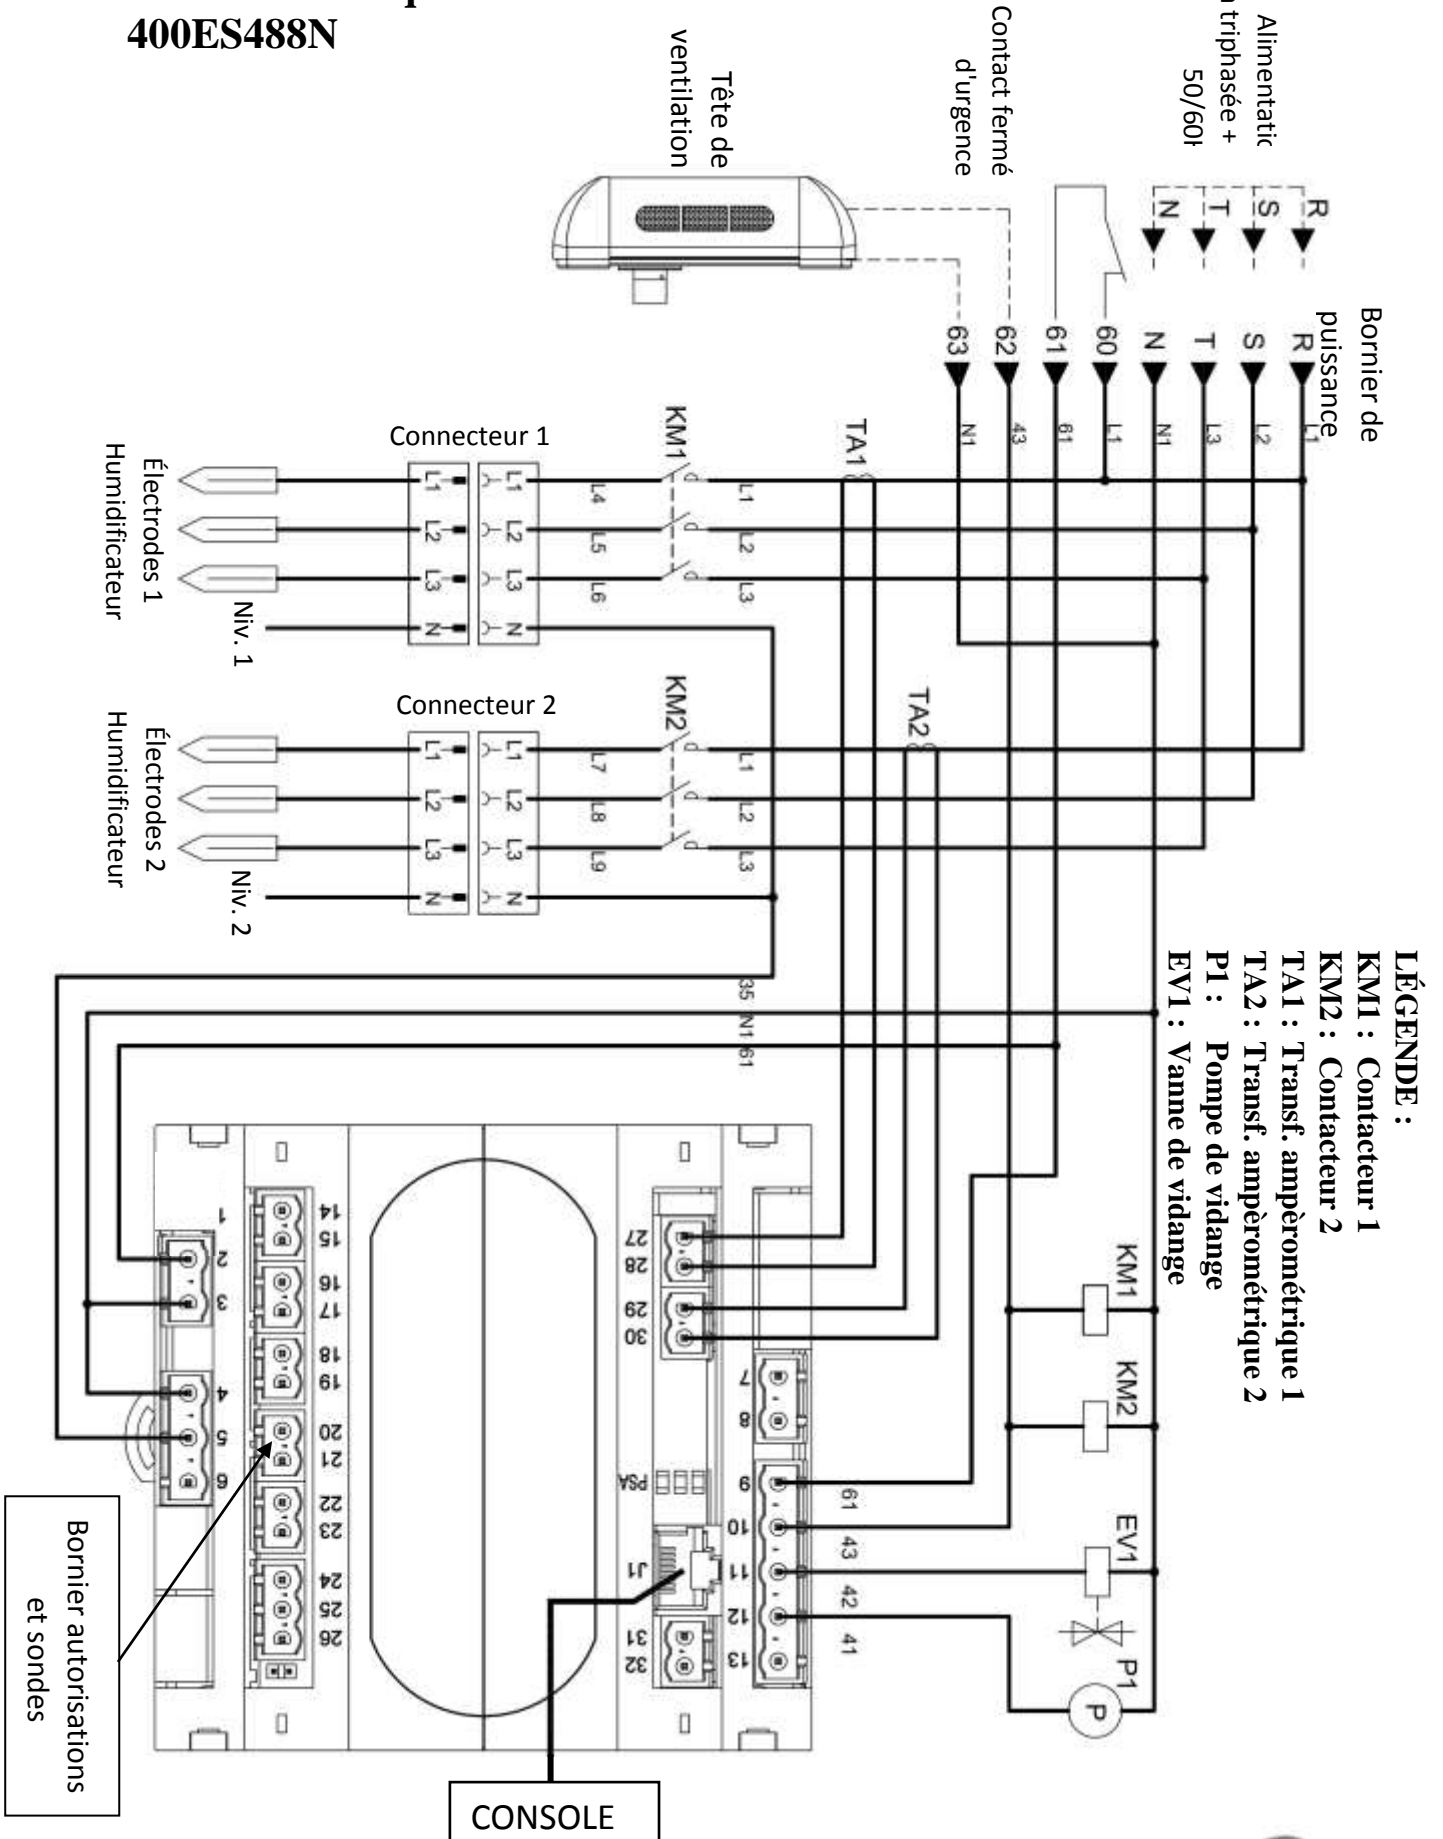 400ES488N
Tête de
ventilation
Contact fermé
d'urgence
triphasée +
R
S
T
N
Bornier de
puissance
R
S
T
N
60
61
62
63
L1
L2
L3
N1
L1
61
43
N1
TA1
KM1
Connecteur 1
L1
L2
L3
L4
L5
L6
L1
L2
L3
N
L1
L2
L3
N
Électrodes 1
Humidificateur
Niv. 1
TA2
KM2
Connecteur 2
L1
L2
L3
L7
L8
L9
L1
L2
L3
N
L1
L2
L3
N
Électrodes 2
Humidificateur
Niv. 2
35 N1 61
LÉGENDE :
KM1 : Contacteur 1
KM2 : Contacteur 2
TA1 : Transf. ampèrométrique 1
TA2 : Transf. ampèrométrique 2
P1 : Pompe de vidange
EV1 : Vanne de vidange
KM1
KM2
EV1
P1
P
1 2 3 4 5 6
14 15 16 17 18 19 20 21 22 23 24 25 26
27 28 29 30
PSA
J1
31 32
7 8 9 10 11 12 13
61 43 42 41
Bornier autorisations
et sondes
CONSOLE